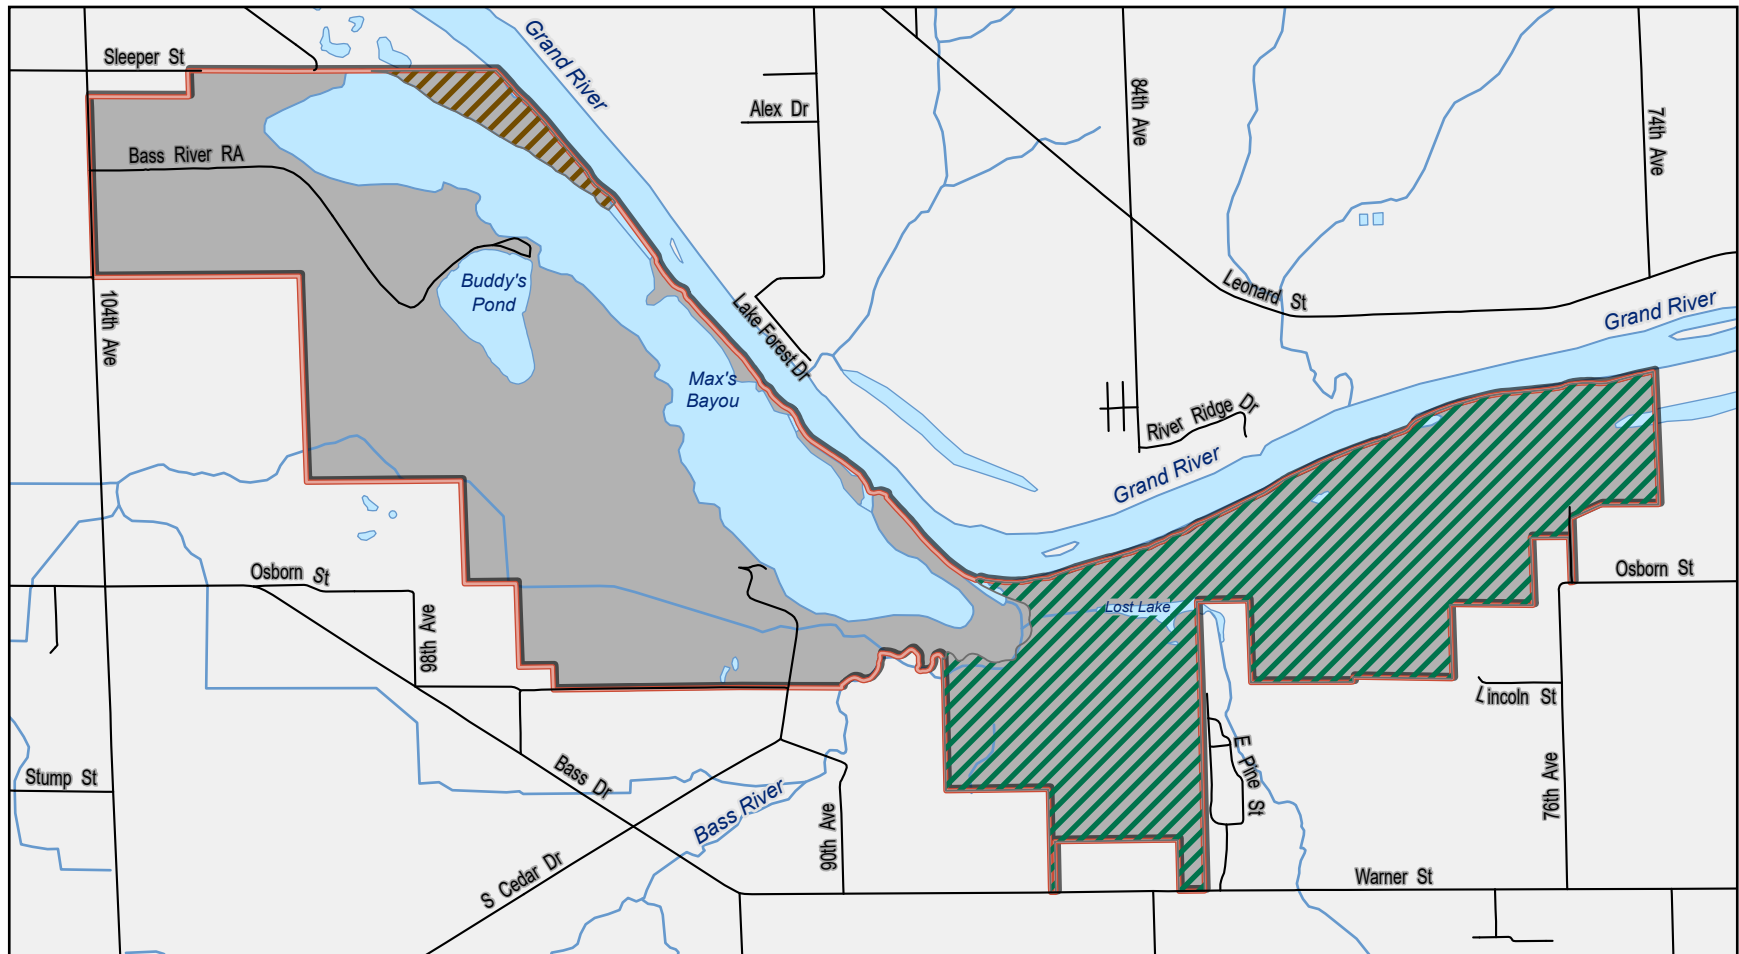 Sleeper St
Grand River
Alex Dr
84th Ave
74th Ave
Bass River RA
Buddy's
Pond
104th Ave
Lake Forest Dr
Leonard St
Grand River
Max's
Bayou
River Ridge Dr
Grand River
Osborn St
98th Ave
Lost Lake
Osborn St
Lincoln St
Stump St
Bass Dr
Bass River
90th Ave
E Pine St
76th Ave
S Cedar Dr
Warner St